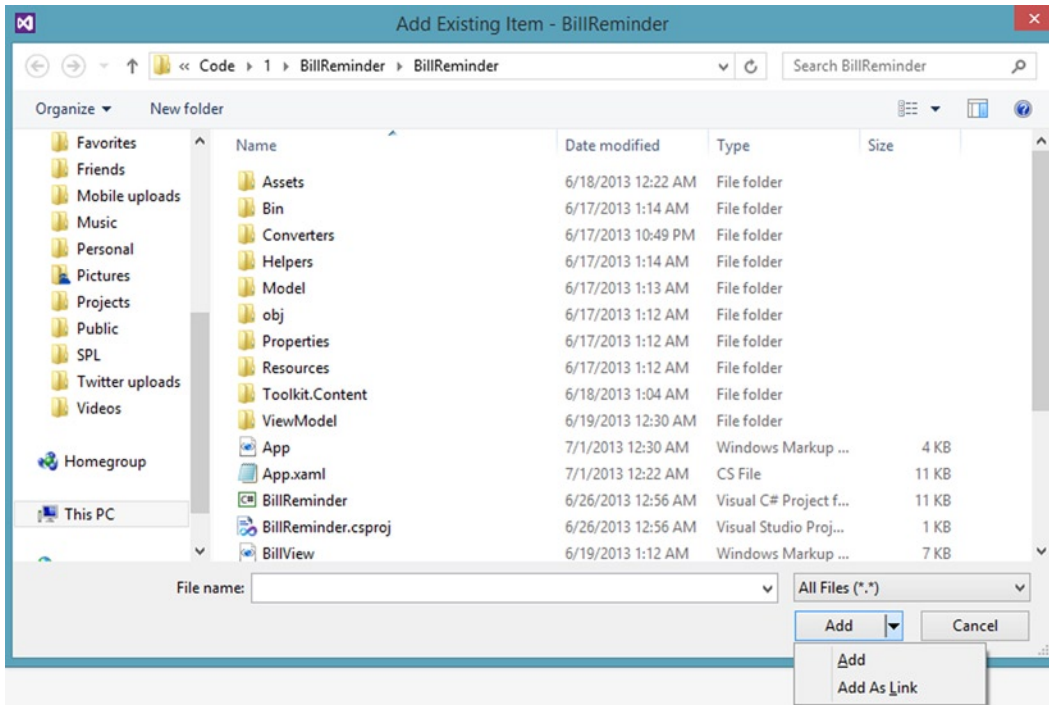 Add Existing Item - BillReminder
« Code 1 BillReminder BillReminder Search BillReminder
Organize New folder
Favorites
Friends
Mobile uploads
Music
Personal
Pictures
Projects
Public
SPL
Twitter uploads
Videos
Homegroup
This PC
Name Date modified Type Size
Assets 6/18/2013 12:22 AM File folder
Bin 6/17/2013 1:14 AM File folder
Converters 6/17/2013 10:49 PM File folder
Helpers 6/17/2013 1:14 AM File folder
Model 6/17/2013 1:13 AM File folder
obj 6/17/2013 1:12 AM File folder
Properties 6/17/2013 1:12 AM File folder
Resources 6/17/2013 1:12 AM File folder
Toolkit.Content 6/18/2013 1:04 AM File folder
ViewModel 6/19/2013 12:30 AM File folder
App 7/1/2013 12:30 AM Windows Markup ... 4 KB
App.xaml 7/1/2013 12:22 AM CS File 11 KB
BillReminder 6/26/2013 12:56 AM Visual C# Project f... 11 KB
BillReminder.csproj 6/26/2013 12:56 AM Visual Studio Proj... 1 KB
BillView 6/19/2013 1:12 AM Windows Markup ... 7 KB
File name: All Files (*.*)
Add Cancel
Add
Add As Link